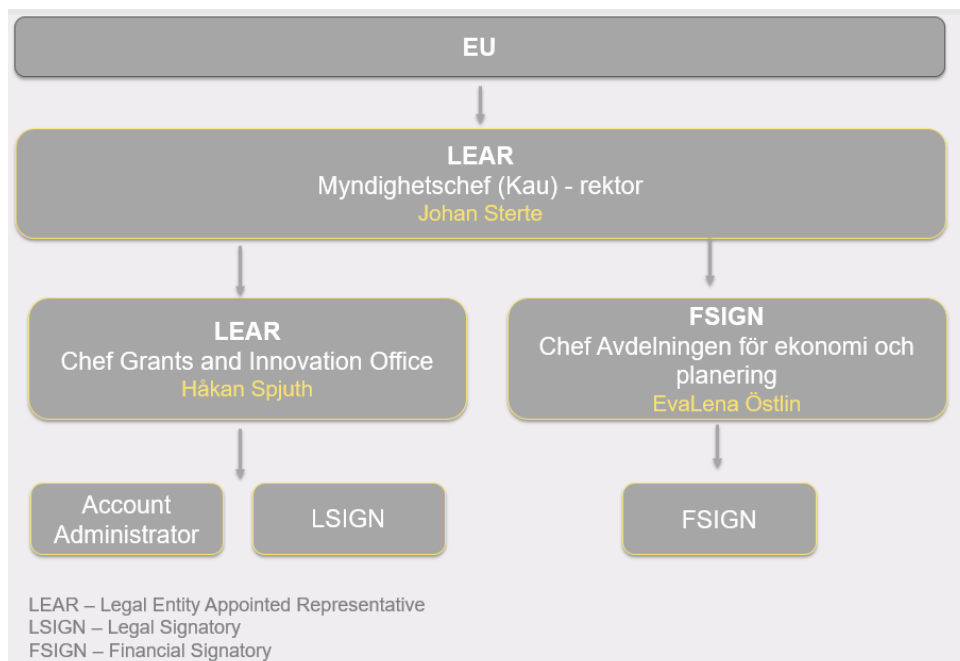 EU
LEAR
Myndighetschef (Kau) - rektor
Johan Sterte
LEAR
Chef Grants and Innovation Office
Håkan Spjuth
FSIGN
Chef Avdelningen för ekonomi och
planering
EvaLena Östlin
Account
Administrator
LSIGN
FSIGN
LEAR – Legal Entity Appointed Representative
LSIGN – Legal Signatory
FSIGN – Financial Signatory